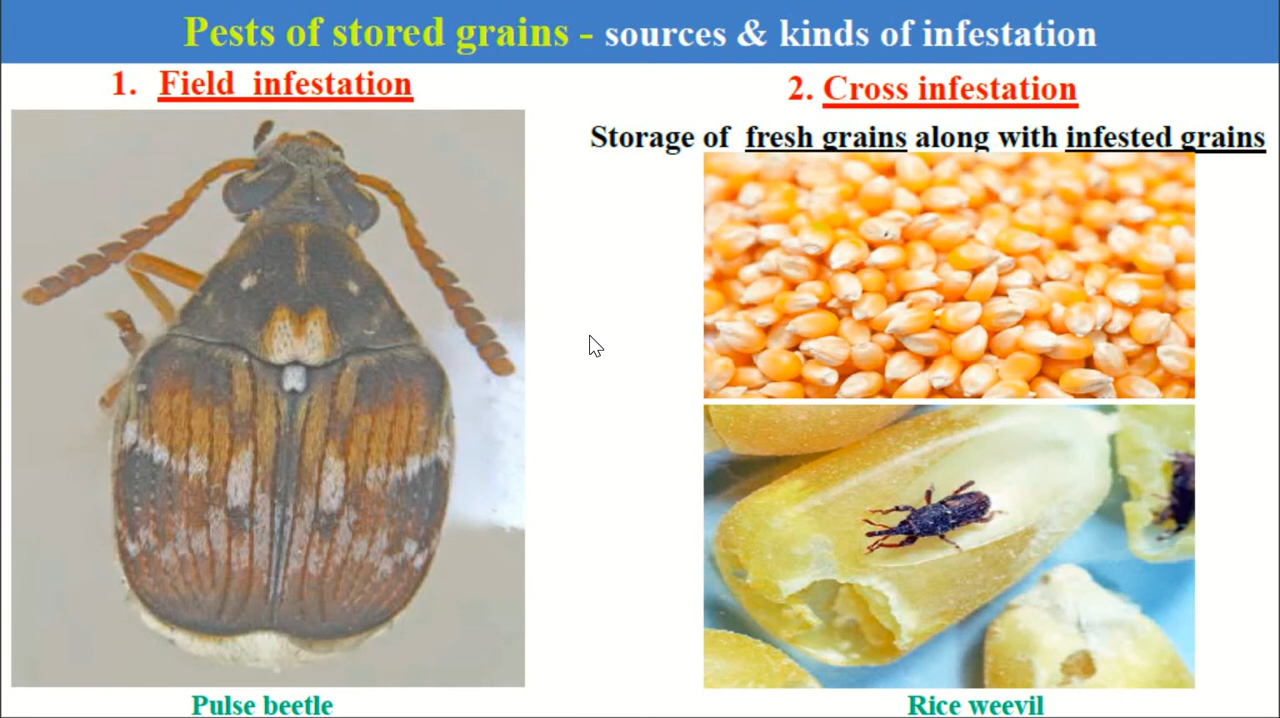 Pests of stored grains - sources & kinds of infestation
1. Field infestation
2. Cross infestation
Storage of fresh grains along with infested grains
Pulse beetle
Rice weevil